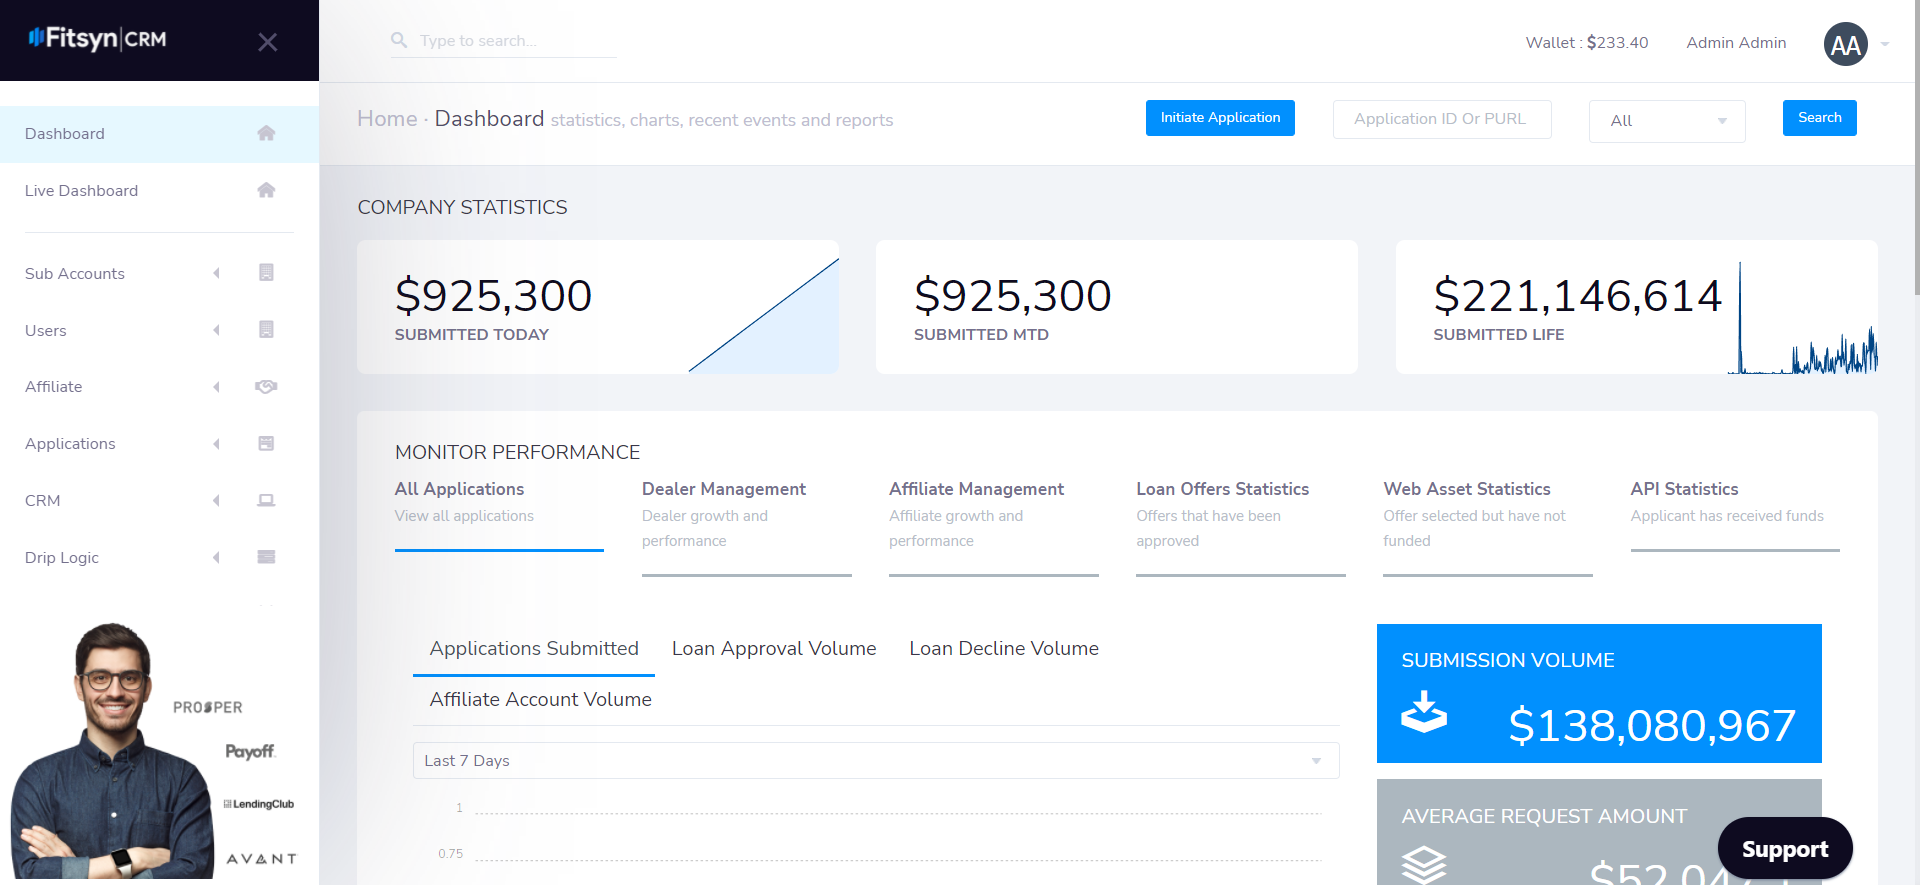 Fitsyn|CRM
Type to search...
Wallet : $233.40
Admin Admin
AA
Dashboard
Live Dashboard
Sub Accounts
Users
Affiliate
Applications
CRM
Drip Logic
PROSPER
Payoff
LendingClub
AVANT
Home · Dashboard statistics, charts, recent events and reports
Initiate Application
Application ID Or PURL
All
Search
COMPANY STATISTICS
$925,300
SUBMITTED TODAY
$925,300
SUBMITTED MTD
$221,146,614
SUBMITTED LIFE
MONITOR PERFORMANCE
All Applications
View all applications
Dealer Management
Dealer growth and
performance
Affiliate Management
Affiliate growth and
performance
Loan Offers Statistics
Offers that have been
approved
Web Asset Statistics
Offer selected but have not
funded
API Statistics
Applicant has received funds
Applications Submitted
Loan Approval Volume
Loan Decline Volume
Affiliate Account Volume
Last 7 Days
1
0.75
SUBMISSION VOLUME
$138,080,967
AVERAGE REQUEST AMOUNT
Support